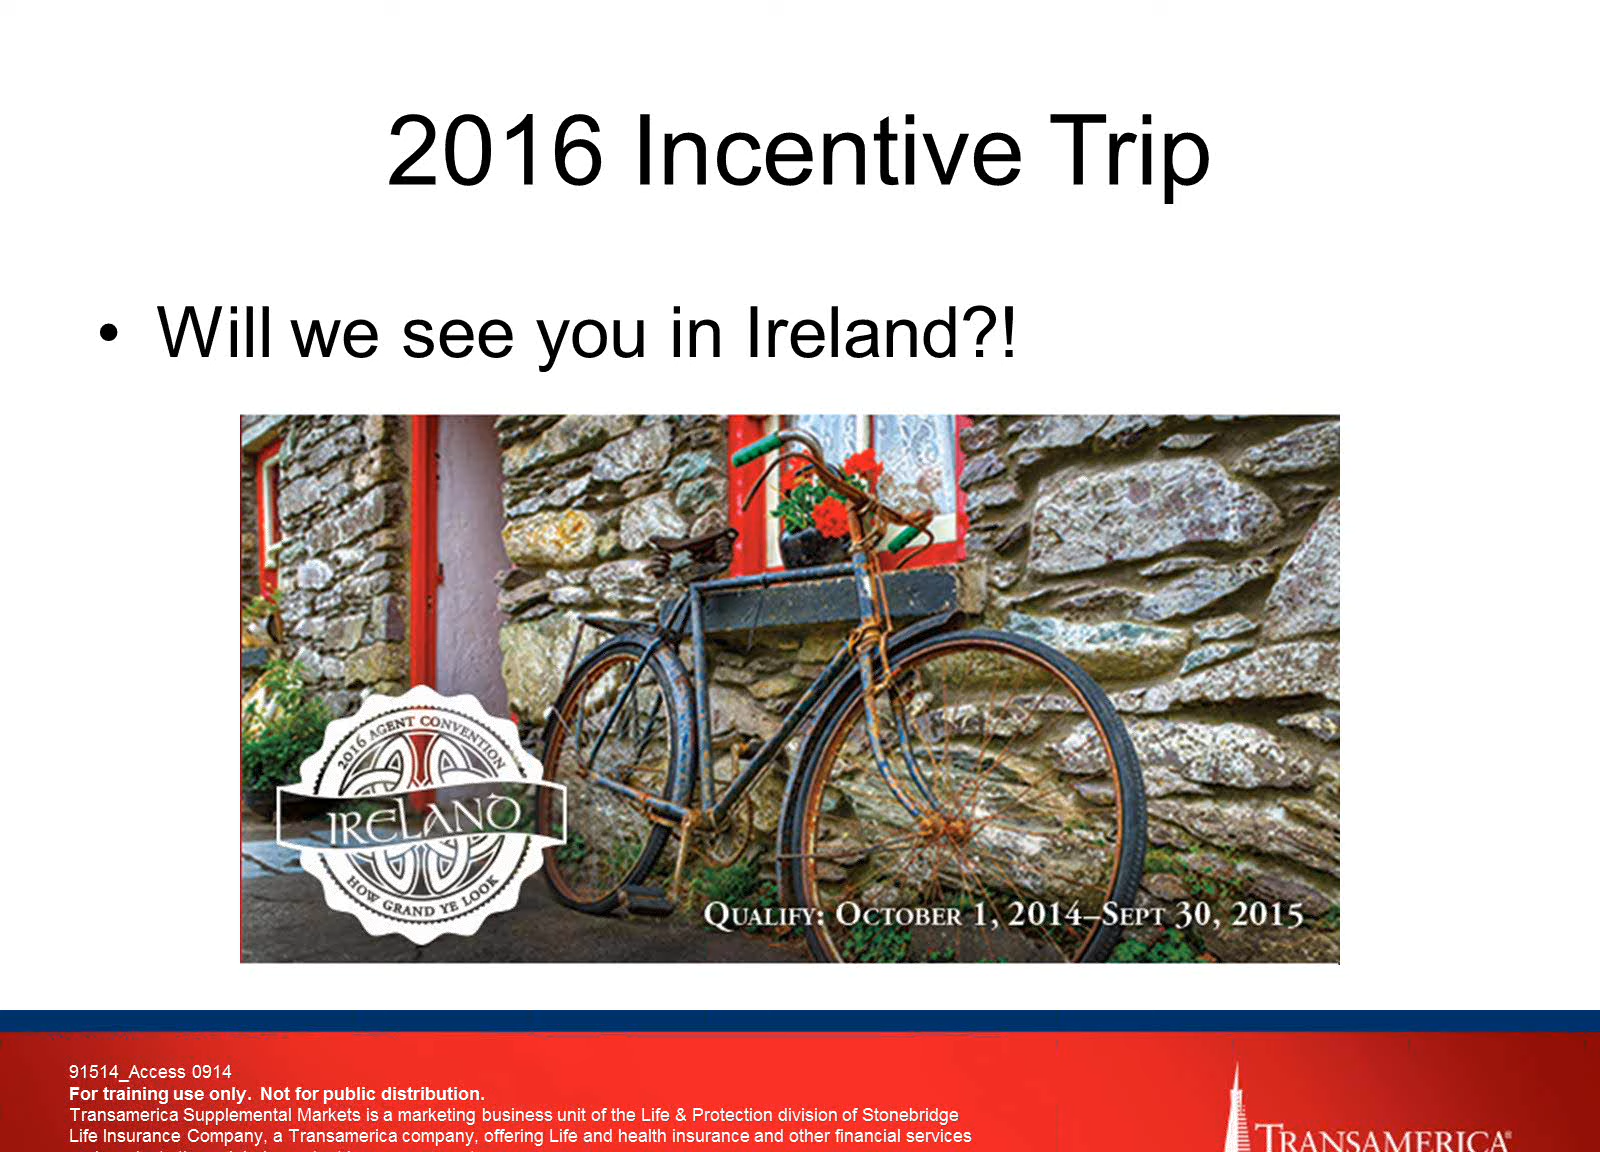 2016 Incentive Trip
• Will we see you in Ireland?!
2016 AGENT CONVENTION
IRELAND
HOW GRAND YE LOOK
QUALIFY: OCTOBER 1, 2014–SEPT 30, 2015
91514_Access 0914
For training use only. Not for public distribution.
Transamerica Supplemental Markets is a marketing business unit of the Life & Protection division of Stonebridge
Life Insurance Company, a Transamerica company, offering Life and health insurance and other financial services
TRANSAMERICA®